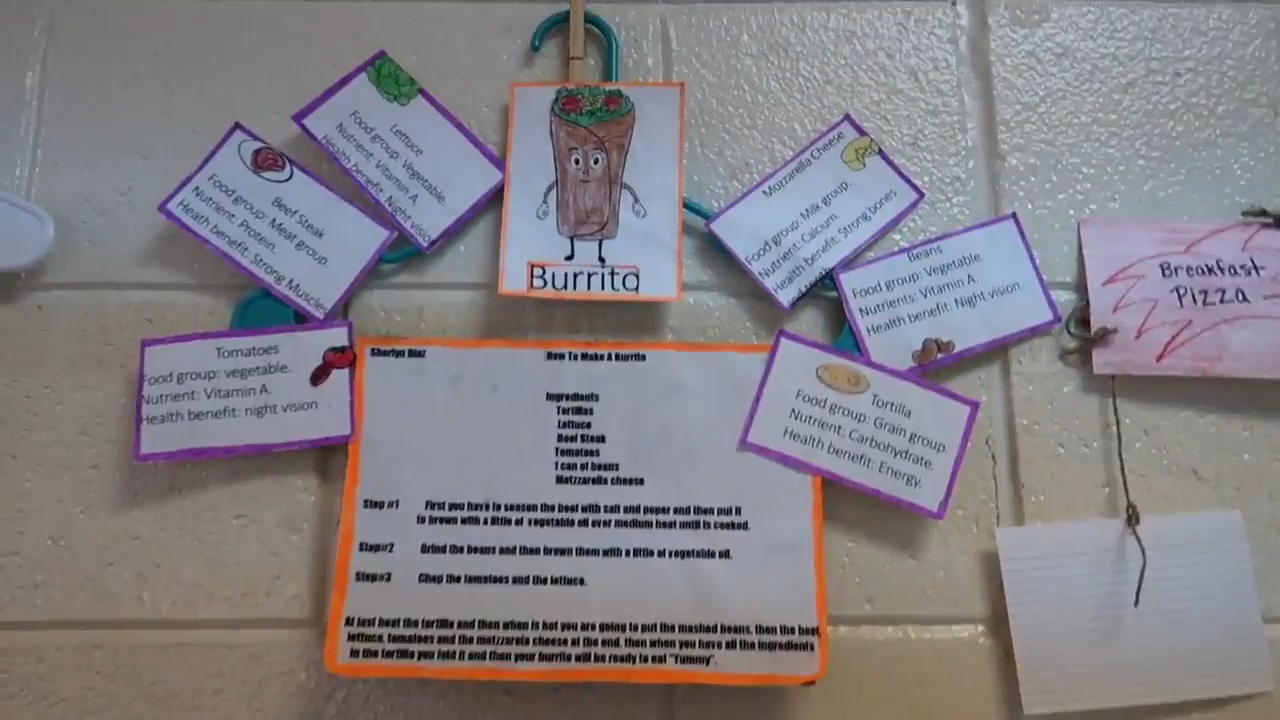 Lettuce
Food group: Vegetable.
Nutrient: Vitamin A.
Health benefit: Night visio
Beef Steak
Food group: Meat group.
Nutrient: Protein.
Health benefit: Strong Muscles
Tomatoes
Food group: vegetable.
Nutrient: Vitamin A.
Health benefit: night vision
Burrito
Mozzarella Cheese
Food group: Milk group.
Nutrient: Calcium.
Health benefit: Strong bones
Beans
Food group: Vegetable.
Nutrients: Vitamin A.
Health benefit: Night vision
Tortilla
Food group: Grain group.
Nutrient: Carbohydrate.
Health benefit: Energy.
Sherlyn Diaz
How To Make A Burrito
Ingredients
Tortillas
Lettuce
Beef Steak
Tomatoes
1 can of beans
Motzzarella cheese
Step #1 First you have to season the beef with salt and peper and then put it
to brown with a little of vegetable oil over medium heat until is cooked.
Step#2 Grind the beans and then brown them with a little of vegetable oil.
Step#3 Chop the tomatoes and the lettuce.
At last heat the tortilla and then when is hot you are going to put the mashed beans, then the beef,
lettuce, tomatoes and the motzzarela cheese at the end, then when you have all the ingredients
in the tortilla you fold it and then your burrito will be ready to eat "Yummy".
Breakfast
Pizza